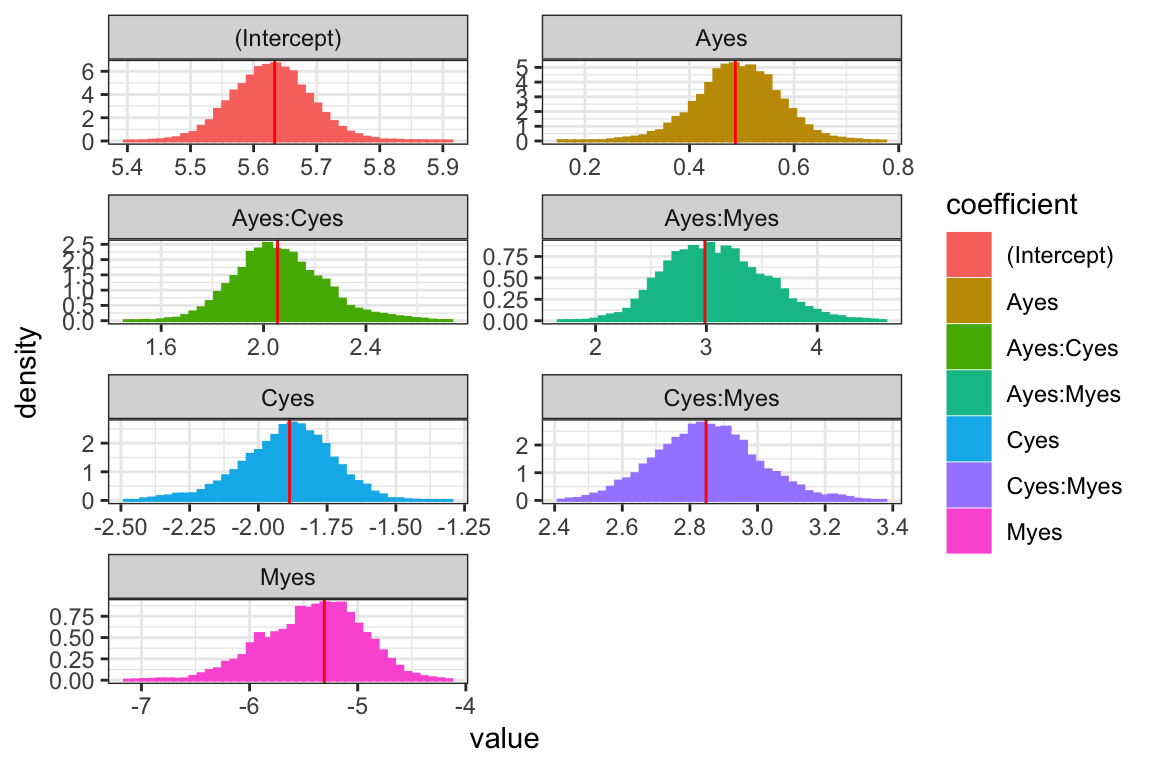 (Intercept)
6
4
2
0
5.4 5.5 5.6 5.7 5.8 5.9
Ayes
5
4
3
2
1
0
0.2 0.4 0.6 0.8
Ayes:Cyes
2.5
2.0
1.5
1.0
0.5
0.0
1.6 2.0 2.4
Ayes:Myes
0.75
0.50
0.25
0.00
2 3 4
Cyes
2
1
0
-2.50 -2.25 -2.00 -1.75 -1.50 -1.25
Cyes:Myes
2
1
0
2.4 2.6 2.8 3.0 3.2 3.4
Myes
0.75
0.50
0.25
0.00
-7 -6 -5 -4
density
value
coefficient
(Intercept)
Ayes
Ayes:Cyes
Ayes:Myes
Cyes
Cyes:Myes
Myes